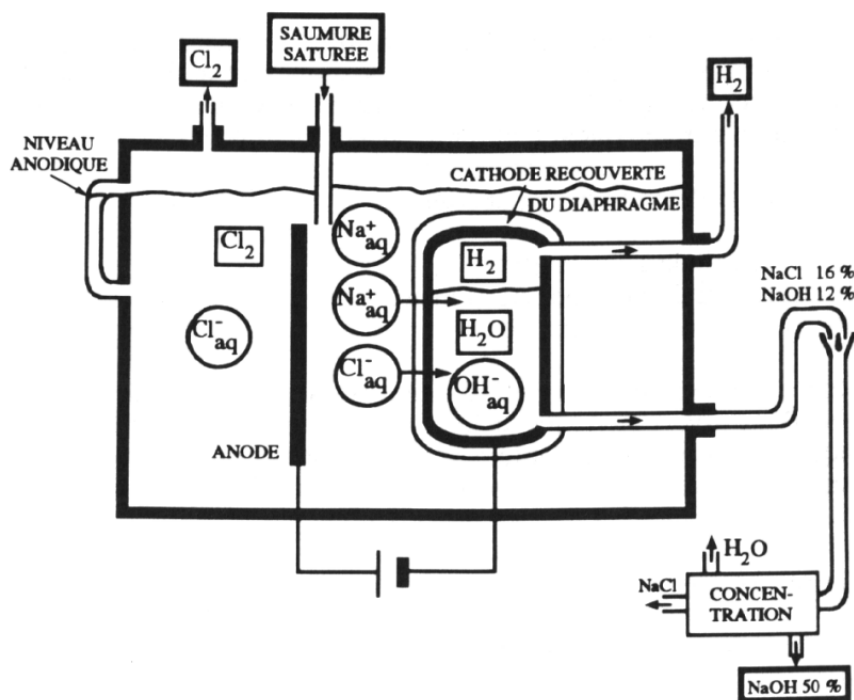 SAUMURE
SATUREE
Cl2
H2
NIVEAU
ANODIQUE
CATHODE RECOUVERTE
DU DIAPHRAGME
Cl2
Na+
aq
H2
NaCl 16 %
NaOH 12 %
Na+
aq
H2O
Cl-
aq
Cl-
aq
OH-
aq
ANODE
H2O
NaCl
CONCEN-
TRATION
NaOH 50 %